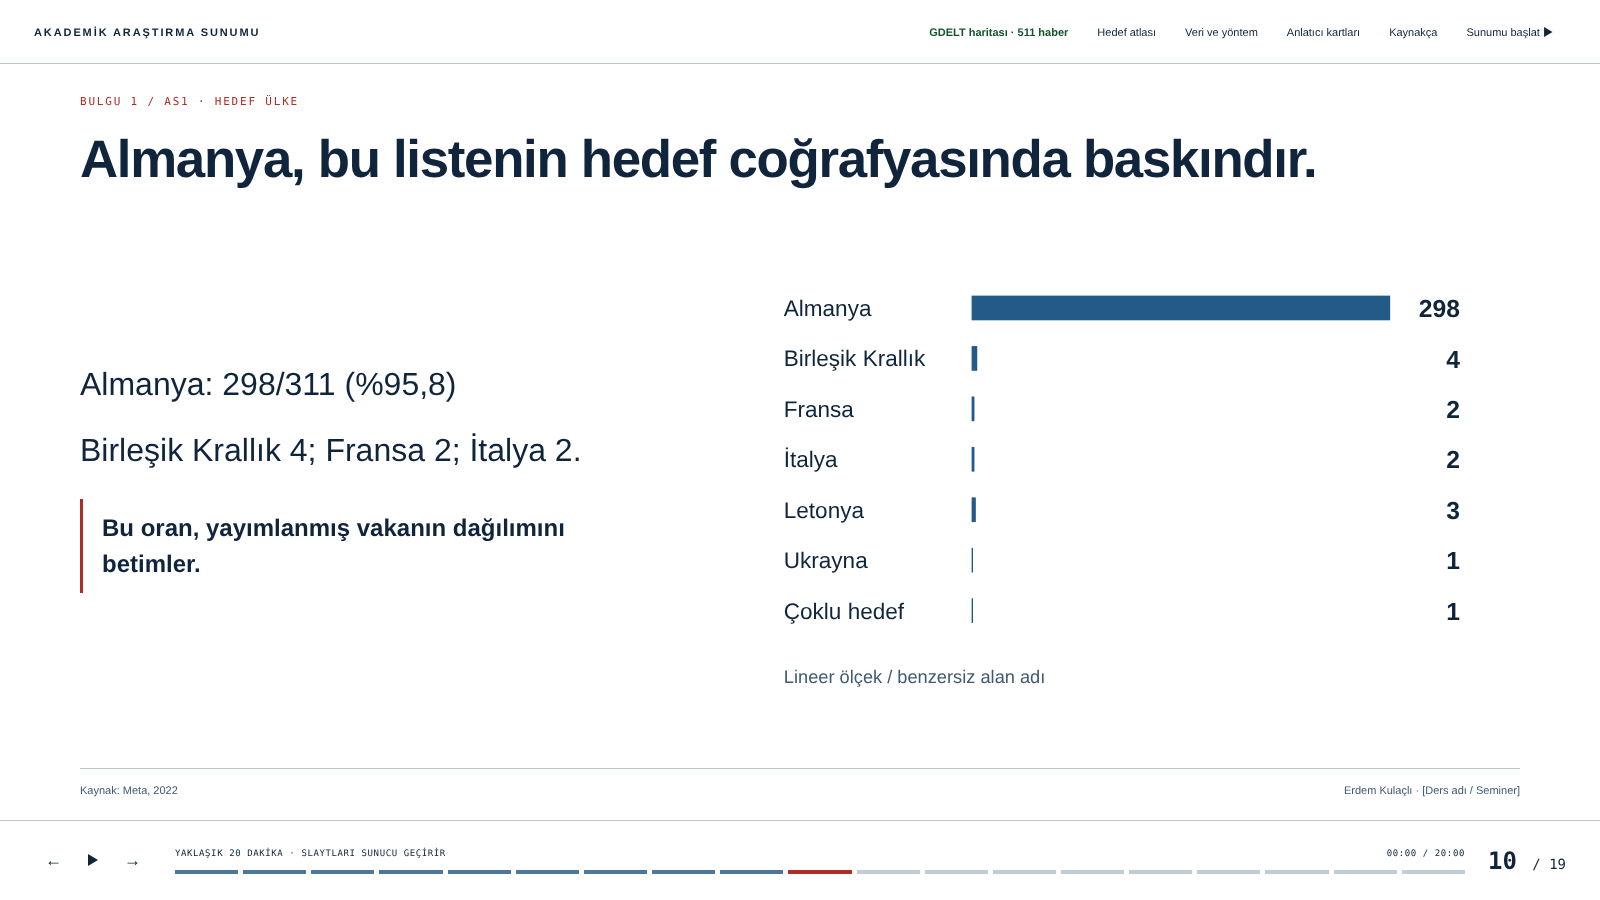 AKADEMİK ARAŞTIRMA SUNUMU
GDELT haritası · 511 haber
Hedef atlası
Veri ve yöntem
Anlatıcı kartları
Kaynakça
Sunumu başlat ▶
BULGU 1 / AS1 · HEDEF ÜLKE
Almanya, bu listenin hedef coğrafyasında baskındır.
Almanya: 298/311 (%95,8)
Birleşik Krallık 4; Fransa 2; İtalya 2.
Bu oran, yayımlanmış vakanın dağılımını
betimler.
Almanya 298
Birleşik Krallık 4
Fransa 2
İtalya 2
Letonya 3
Ukrayna 1
Çoklu hedef 1
Lineer ölçek / benzersiz alan adı
Kaynak: Meta, 2022
Erdem Kulaçlı · [Ders adı / Seminer]
← ▶ →
YAKLAŞIK 20 DAKİKA · SLAYTLARI SUNUCU GEÇİRİR
00:00 / 20:00
10 / 19